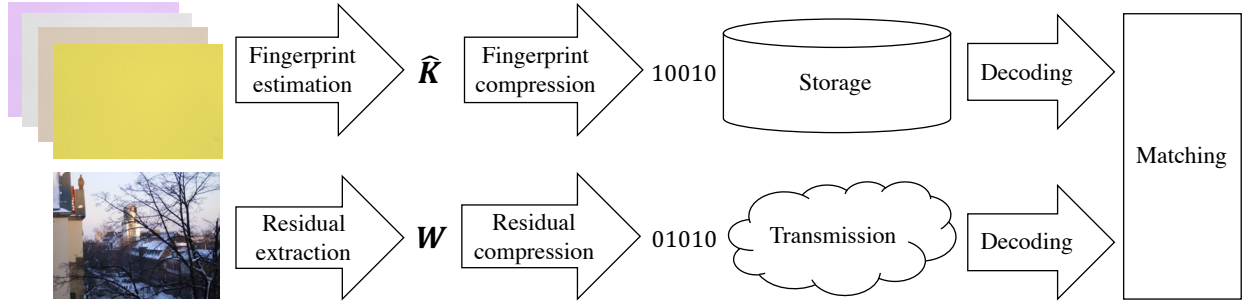 Fingerprint
estimation
K̂
Fingerprint
compression
10010
Storage
Decoding
Matching
Residual
extraction
W
Residual
compression
01010
Transmission
Decoding